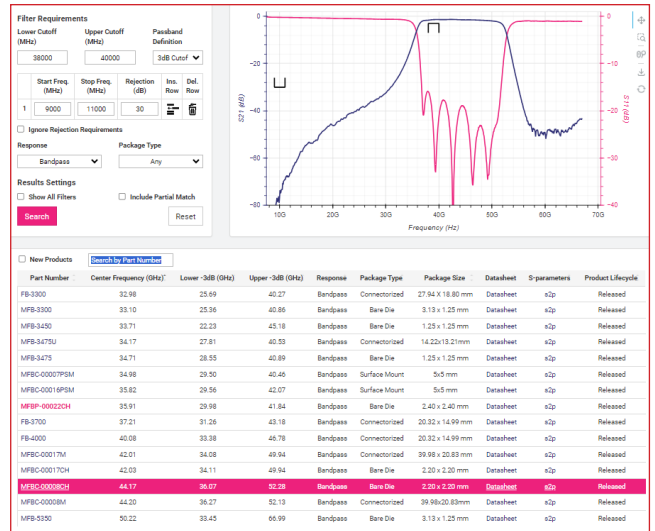 Filter Requirements
Lower Cutoff (MHz) Upper Cutoff (MHz) Passband Definition
38000 40000 3dB Cutof
Start Freq. (MHz) Stop Freq. (MHz) Rejection (dB) Ins. Row Del. Row
1 9000 11000 30
Ignore Rejection Requirements
Response Package Type
Bandpass Any
Results Settings
Show All Filters Include Partial Match
Search Reset
S21 (dB)
0
-20
-40
-60
-80
S11 (dB)
0
-10
-20
-30
-40
10G 20G 30G 40G 50G 60G 70G
Frequency (Hz)
New Products Search by Part Number
Part Number Center Frequency (GHz) Lower -3dB (GHz) Upper -3dB (GHz) Response Package Type Package Size Datasheet S-parameters Product Lifecycle
FB-3300 32.98 25.69 40.27 Bandpass Connectorized 27.94 X 18.80 mm Datasheet s2p Released
MFB-3300 33.10 25.36 40.86 Bandpass Bare Die 3.13 x 1.25 mm Datasheet s2p Released
MFB-3450 33.71 22.23 45.18 Bandpass Bare Die 1.25 x 1.25 mm Datasheet s2p Released
MFB-3475U 34.17 27.81 40.53 Bandpass Connectorized 14.22x13.21mm Datasheet s2p Released
MFB-3475 34.71 28.55 40.89 Bandpass Bare Die 1.25 x 1.25 mm Datasheet s2p Released
MFBC-00007PSM 34.98 29.50 40.46 Bandpass Surface Mount 5x5 mm Datasheet s2p Released
MFBC-00016PSM 35.82 29.56 42.07 Bandpass Surface Mount 5x5 mm Datasheet s2p Released
MFBP-00022CH 35.91 29.98 41.84 Bandpass Bare Die 2.40 x 2.40 mm Datasheet s2p Released
FB-3700 37.21 31.26 43.18 Bandpass Connectorized 20.32 x 14.99 mm Datasheet s2p Released
FB-4000 40.08 33.38 46.78 Bandpass Connectorized 20.32 x 14.99 mm Datasheet s2p Released
MFBC-00017M 42.01 34.08 49.94 Bandpass Connectorized 39.98 x 20.83 mm Datasheet s2p Released
MFBC-00017CH 42.03 34.11 49.94 Bandpass Bare Die 2.20 x 2.20 mm Datasheet s2p Released
MFBC-00008CH 44.17 36.07 52.28 Bandpass Bare Die 2.20 x 2.20 mm Datasheet s2p Released
MFBC-00008M 44.20 36.27 52.13 Bandpass Connectorized 39.98x20.83mm Datasheet s2p Released
MFB-5350 50.22 33.45 66.99 Bandpass Bare Die 3.13 x 1.25 mm Datasheet s2p Released